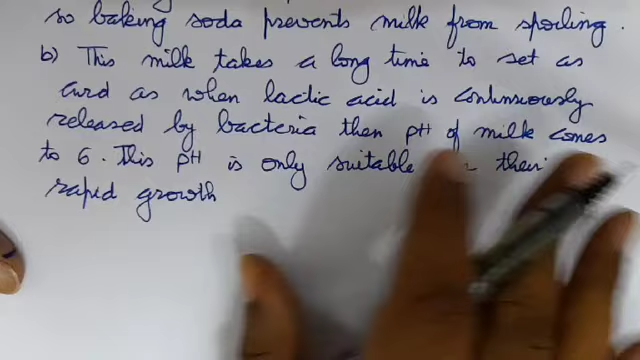 so baking soda prevents milk from spoiling.
b) This milk takes a long time to set as
curd as when lactic acid is continuously
released by bacteria then pH of milk comes
to 6. This pH is only suitable their
rapid growth